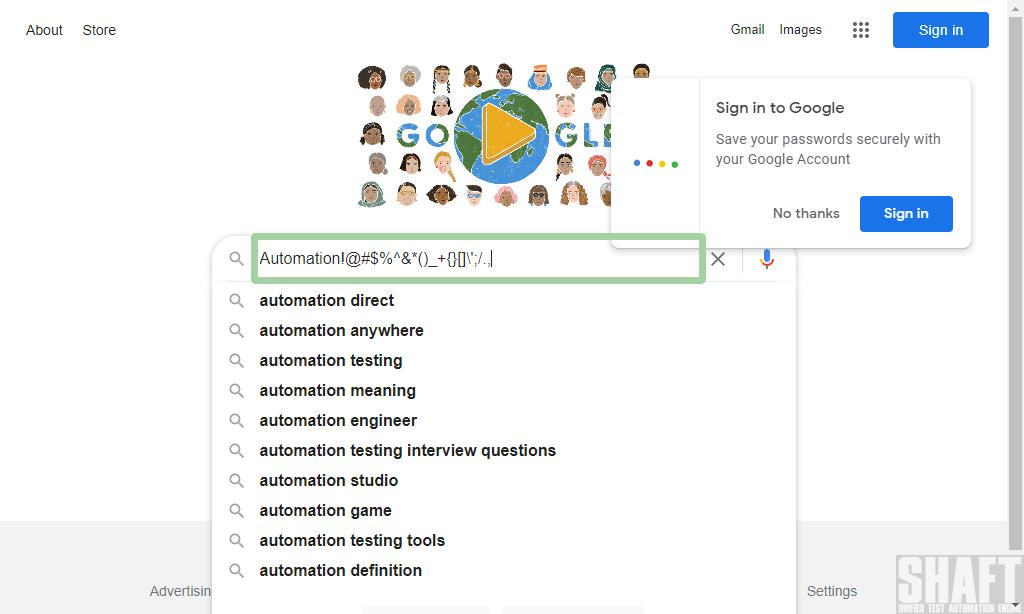 About Store Gmail Images Sign in
GO GLE
Sign in to Google
Save your passwords securely with
your Google Account
No thanks Sign in
Automation!@#$%^&*()_+{}[]\';/.,
automation direct
automation anywhere
automation testing
automation meaning
automation engineer
automation testing interview questions
automation studio
automation game
automation testing tools
automation definition
Advertisin Settings
SHAFT
UNIFIED TEST AUTOMATION ENGI